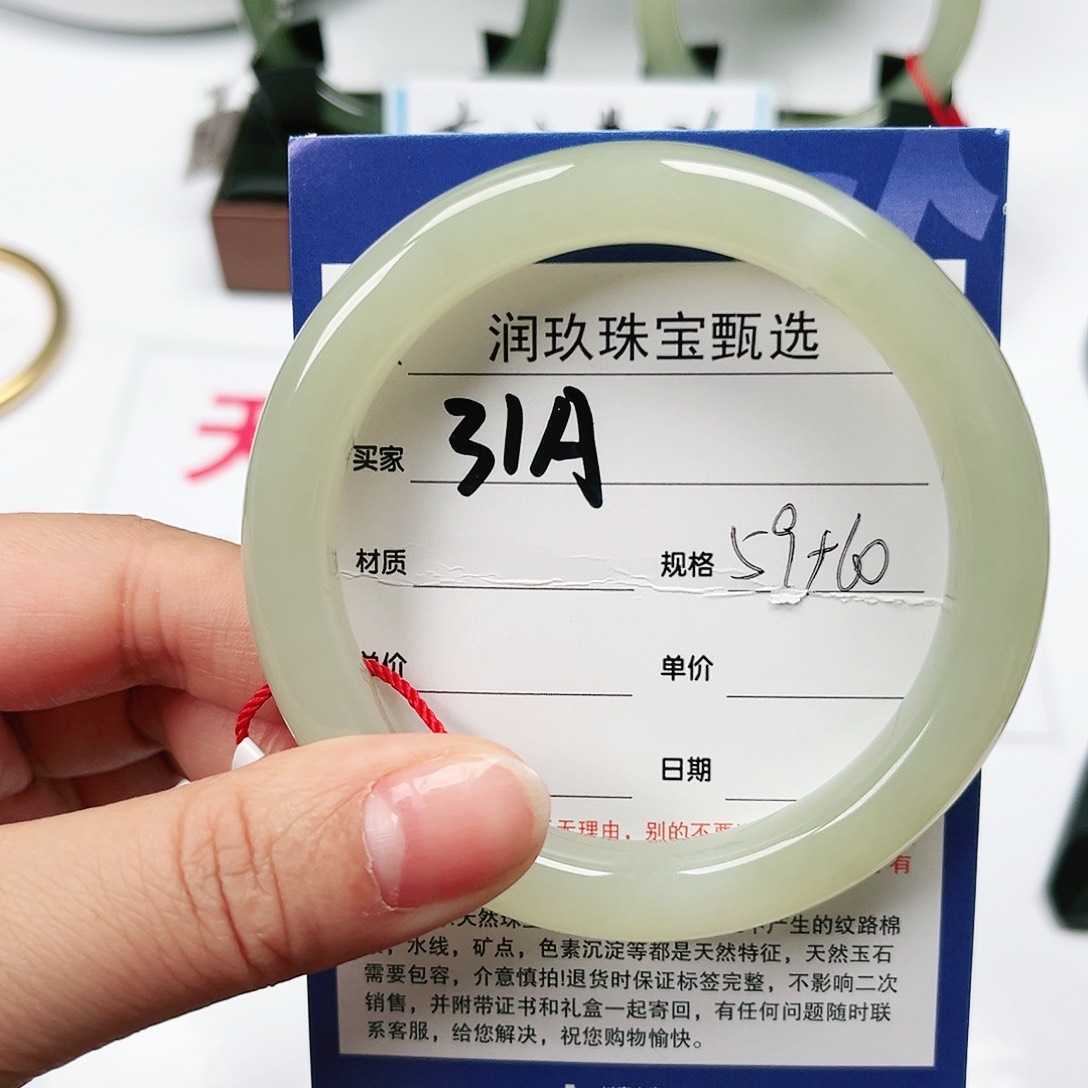 润玖珠宝甄选
买家 31A
材质 规格 59+60
单价 单价
日期
无理由，别的不
有
天然珠 产生的纹路棉
，水线，矿点，色素沉淀等都是天然特征，天然玉石
需要包容，介意慎拍!退货时保证标签完整，不影响二次
销售，并附带证书和礼盒一起寄回，有任何问题随时联
系客服，给您解决，祝您购物愉快。